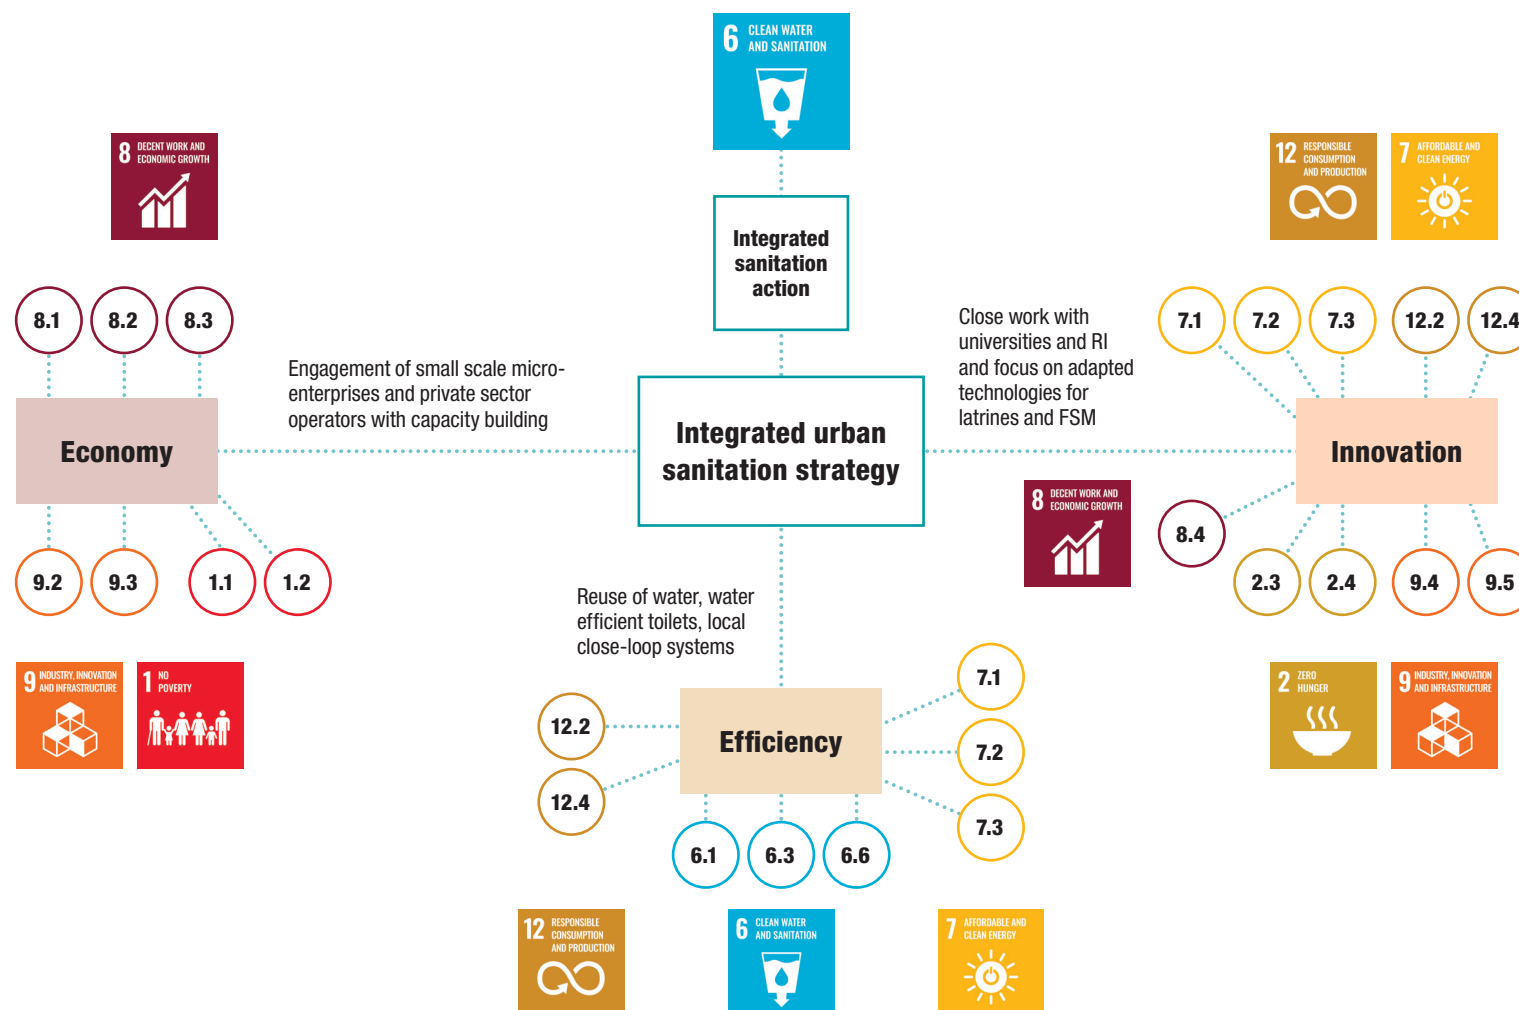 6 CLEAN WATER
AND SANITATION
8 DECENT WORK AND
ECONOMIC GROWTH
12 RESPONSIBLE
CONSUMPTION
AND PRODUCTION
7 AFFORDABLE AND
CLEAN ENERGY
Integrated
sanitation
action
8.1
8.2
8.3
Engagement of small scale micro-
enterprises and private sector
operators with capacity building
Economy
9.2
9.3
1.1
1.2
9 INDUSTRY, INNOVATION
AND INFRASTRUCTURE
1 NO
POVERTY
Integrated urban
sanitation strategy
Close work with
universities and RI
and focus on adapted
technologies for
latrines and FSM
7.1
7.2
7.3
12.2
12.4
Innovation
8 DECENT WORK AND
ECONOMIC GROWTH
8.4
2.3
2.4
9.4
9.5
2 ZERO
HUNGER
9 INDUSTRY, INNOVATION
AND INFRASTRUCTURE
Reuse of water, water
efficient toilets, local
close-loop systems
Efficiency
12.2
12.4
7.1
7.2
7.3
6.1
6.3
6.6
12 RESPONSIBLE
CONSUMPTION
AND PRODUCTION
6 CLEAN WATER
AND SANITATION
7 AFFORDABLE AND
CLEAN ENERGY